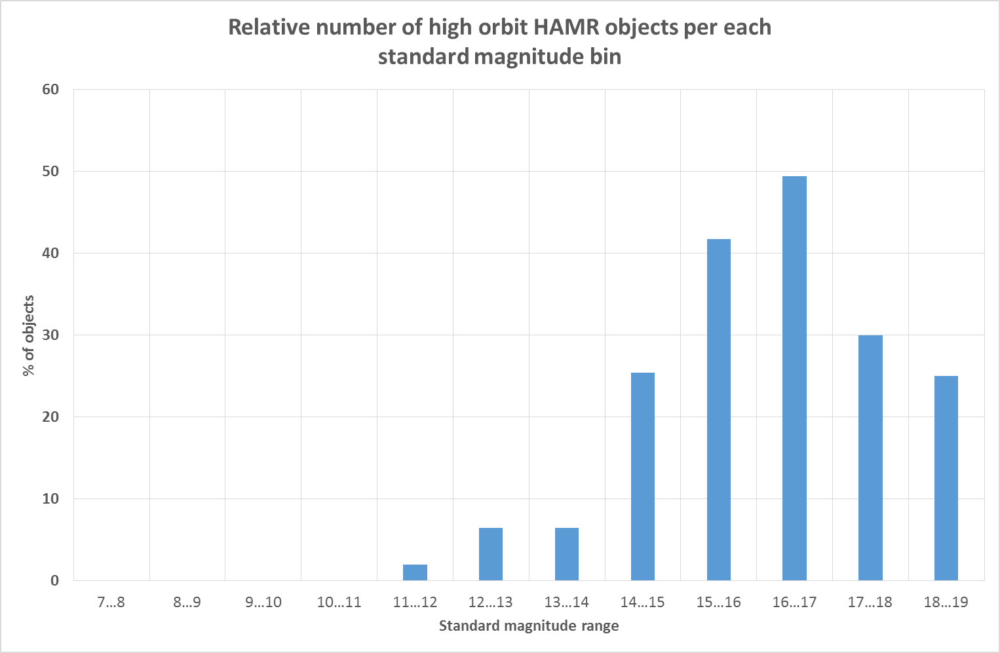 Relative number of high orbit HAMR objects per each
standard magnitude bin
% of objects
60
50
40
30
20
10
0
7...8 8...9 9...10 10...11 11...12 12...13 13...14 14...15 15...16 16...17 17...18 18...19
Standard magnitude range